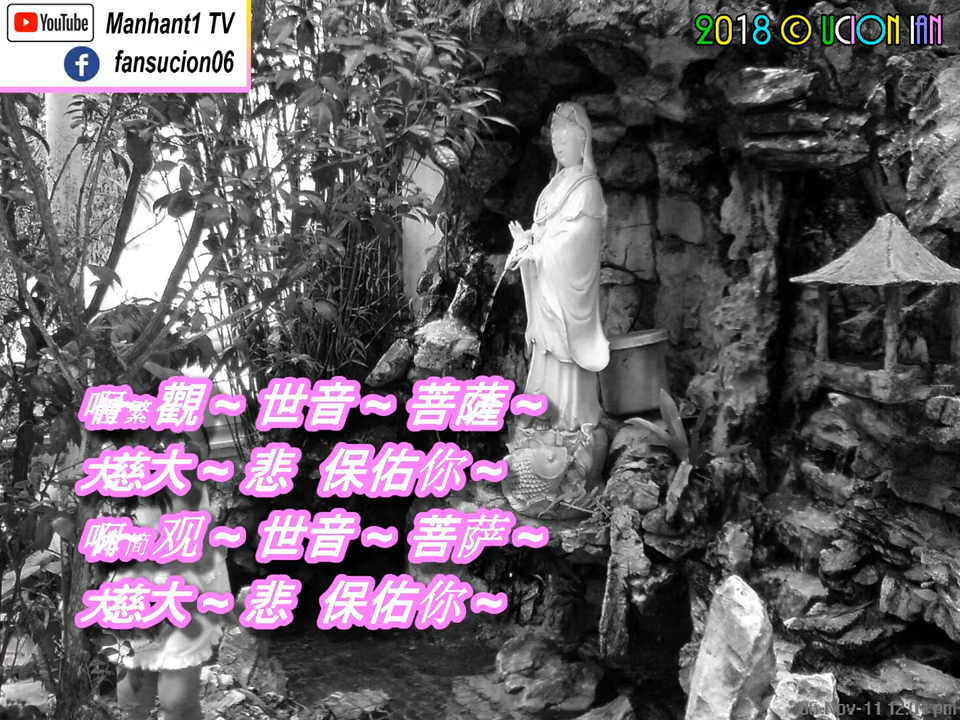 YouTube Manhant1 TV
fansucion06
2018 © UCION IAN
啊~繁觀~ 世音~ 菩薩~
大慈大~ 悲 保佑你~
啊~简观~ 世音~ 菩萨~
大慈大~ 悲 保佑你~